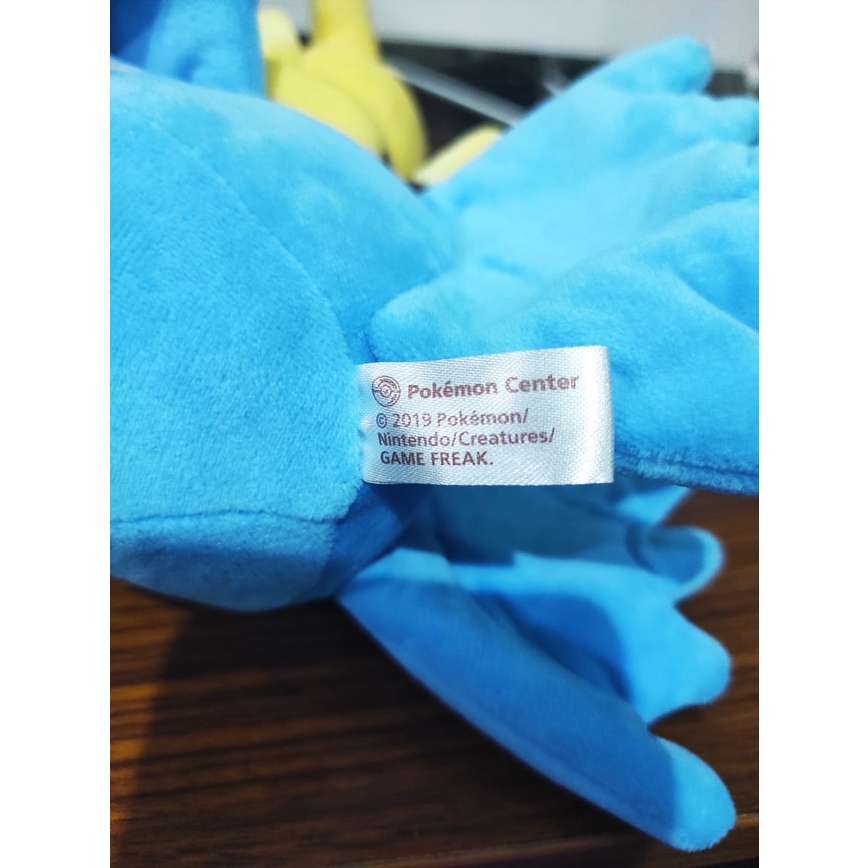 Pokémon Center
© 2019 Pokémon/
Nintendo/Creatures/
GAME FREAK.